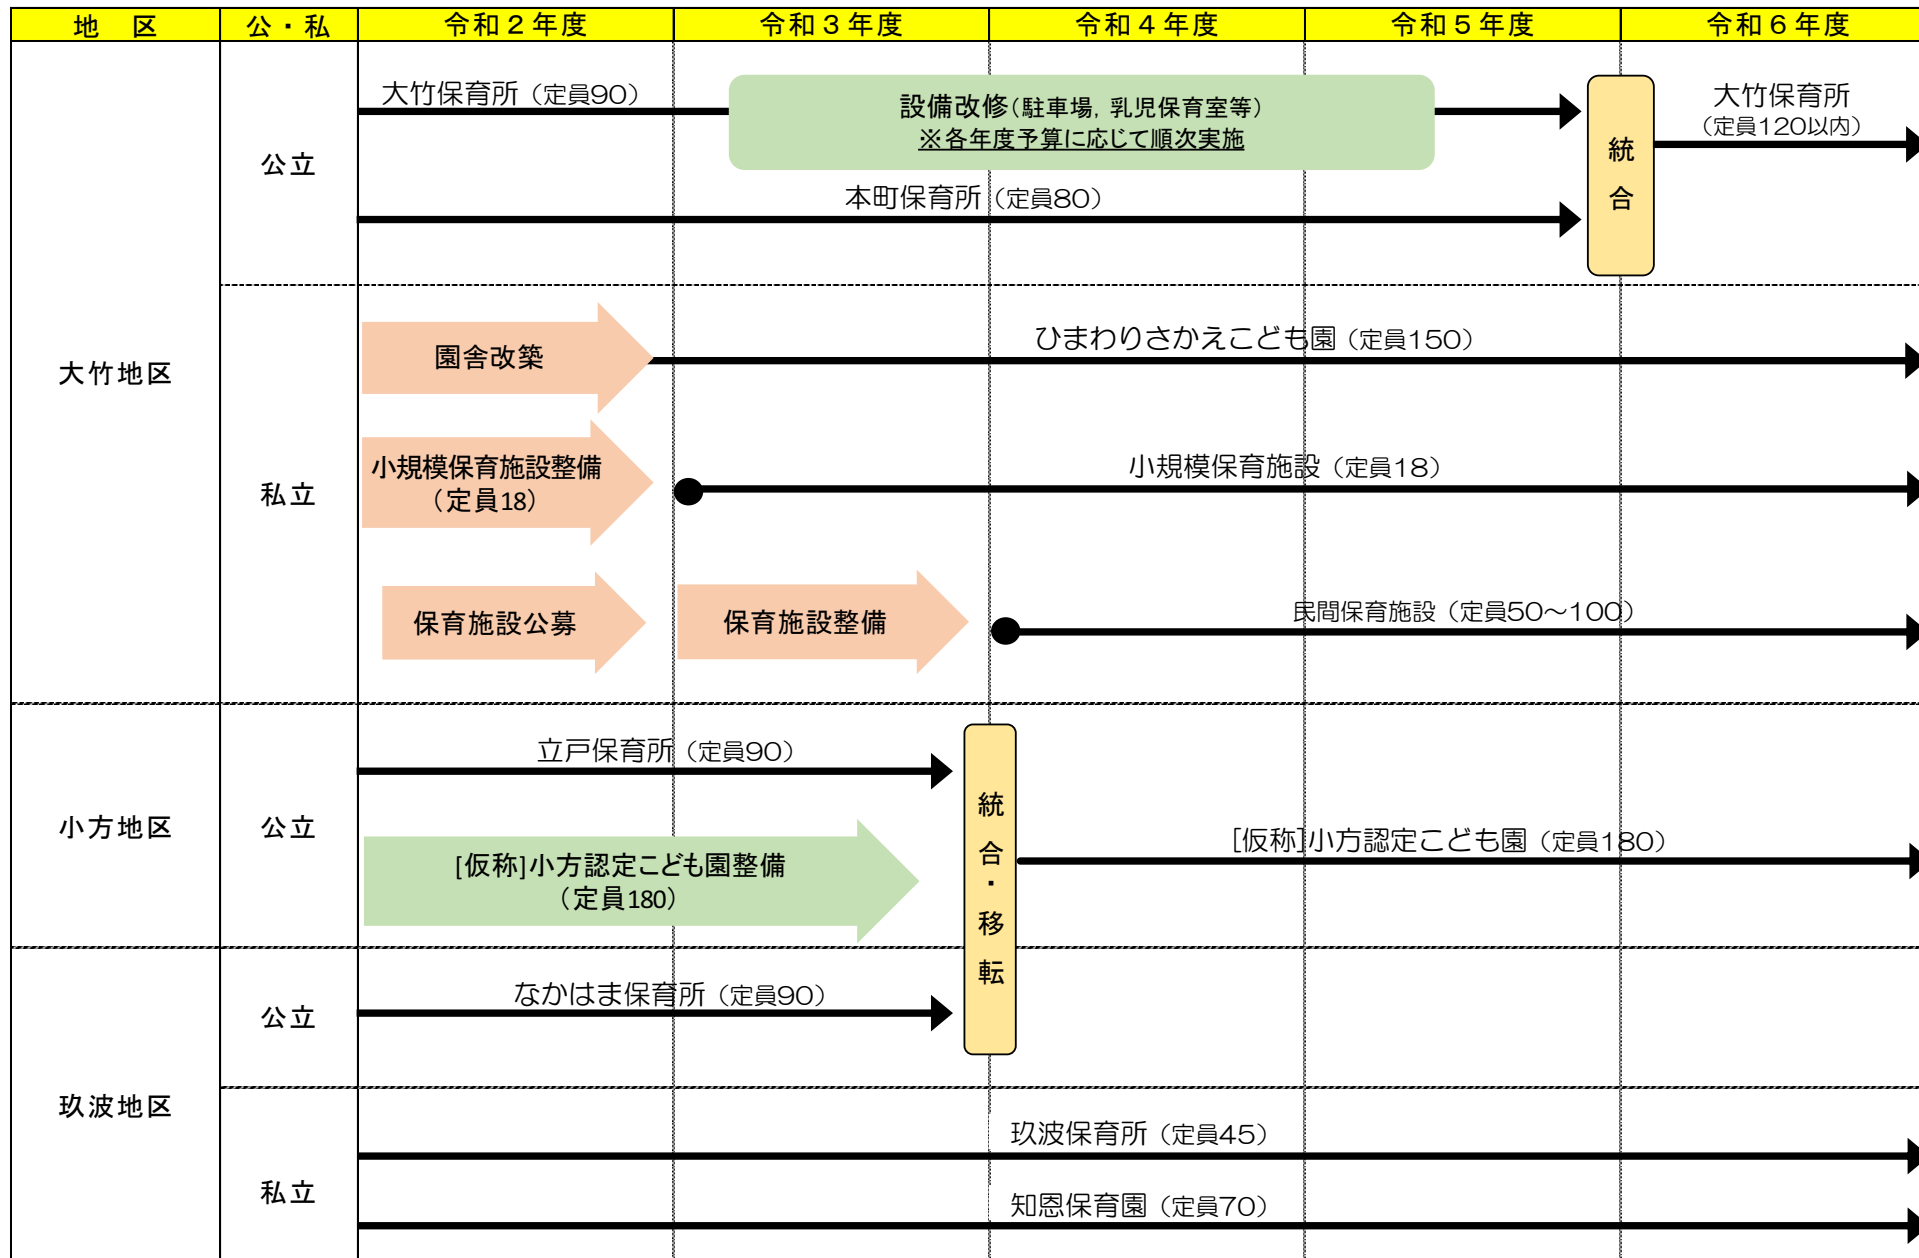 地　区　公・私　令和２年度　令和３年度　令和４年度　令和５年度　令和６年度
大竹地区
公立
大竹保育所（定員90）
設備改修（駐車場，乳児保育室等）
※各年度予算に応じて順次実施
本町保育所（定員80）
統合
大竹保育所
（定員120以内）
私立
園舎改築
ひまわりさかえこども園（定員150）
小規模保育施設整備
（定員18）
小規模保育施設（定員18）
保育施設公募
保育施設整備
民間保育施設（定員50～100）
小方地区
公立
立戸保育所（定員90）
[仮称]小方認定こども園整備
（定員180）
統合・移転
[仮称]小方認定こども園（定員180）
玖波地区
公立
なかはま保育所（定員90）
私立
玖波保育所（定員45）
知恩保育園（定員70）